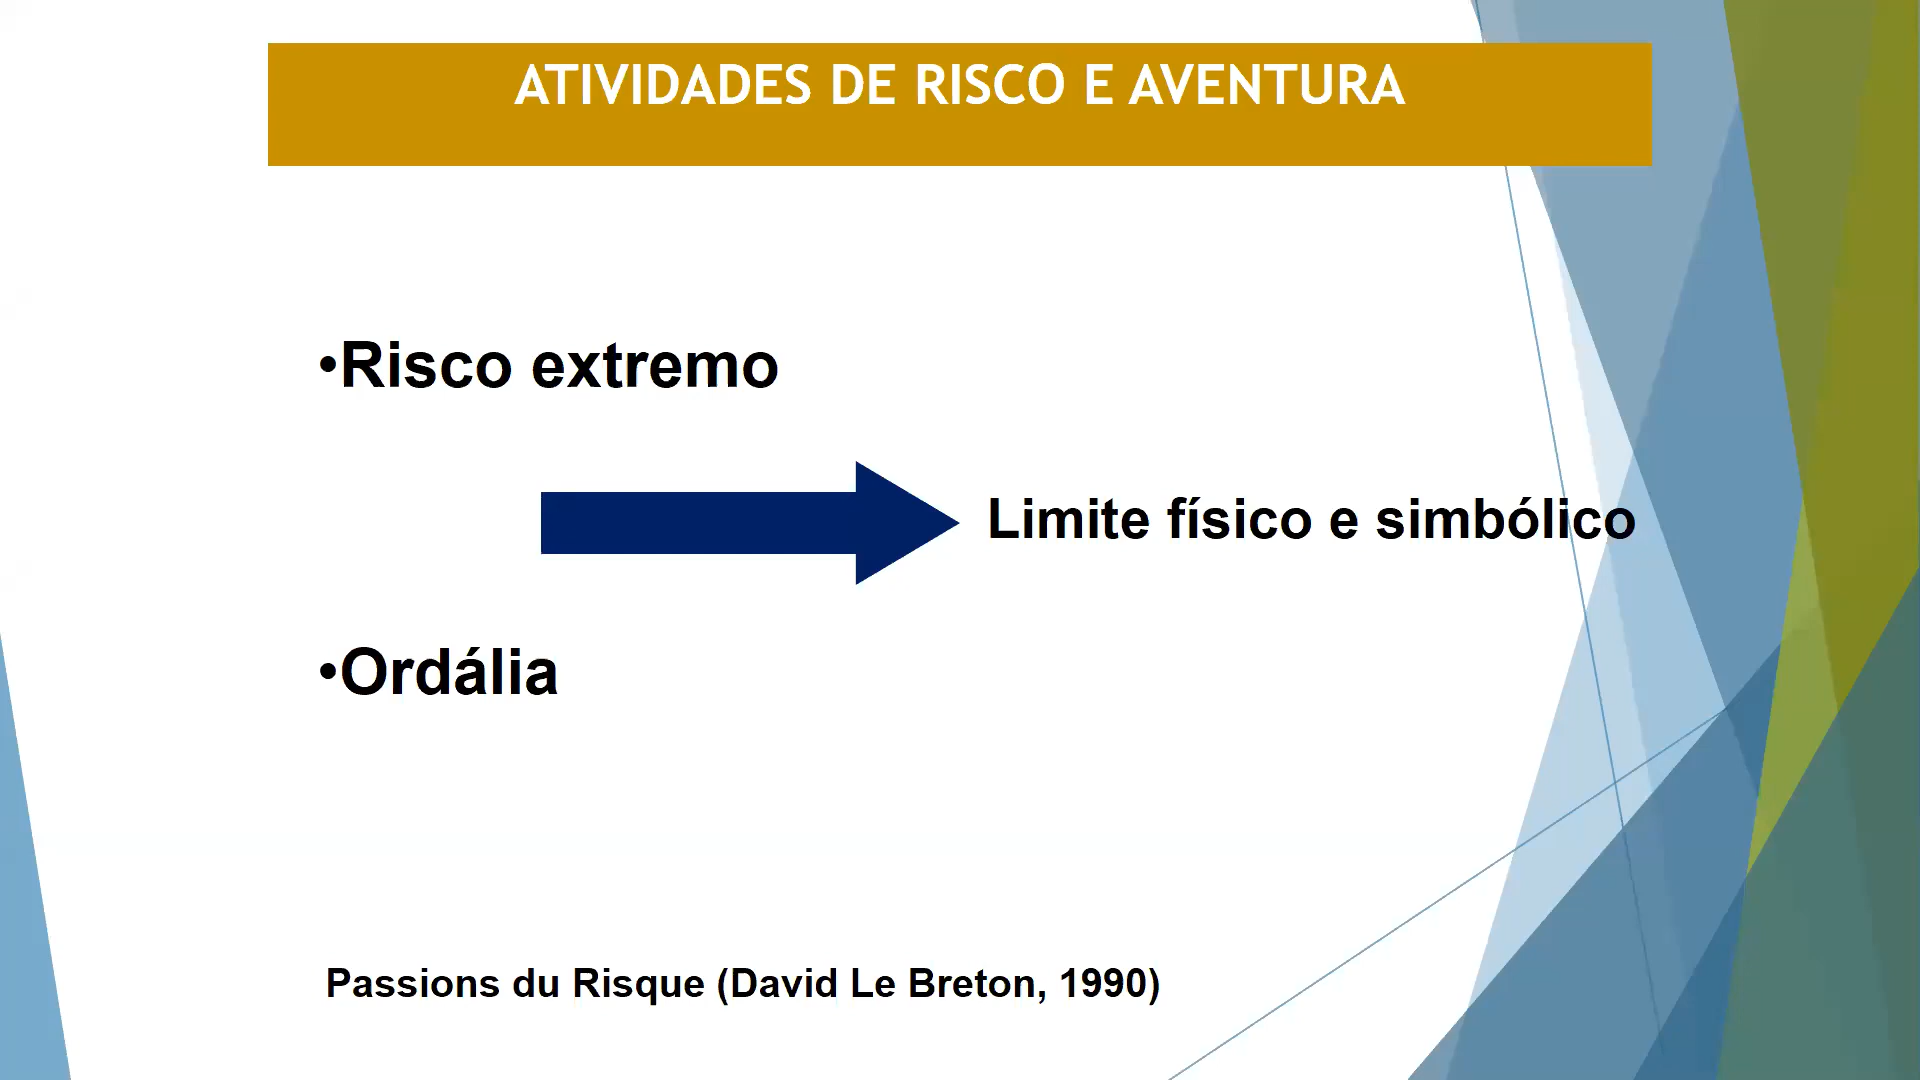 ATIVIDADES DE RISCO E AVENTURA
•Risco extremo
Limite físico e simbólico
•Ordália
Passions du Risque (David Le Breton, 1990)